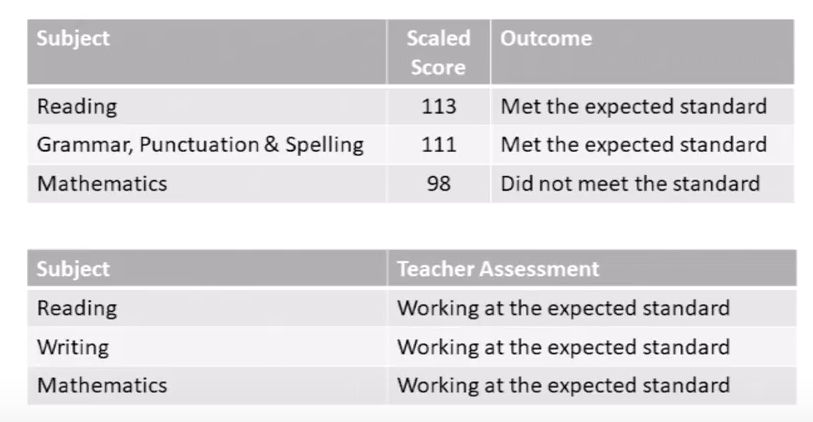 Subject Scaled Score Outcome
Reading 113 Met the expected standard
Grammar, Punctuation & Spelling 111 Met the expected standard
Mathematics 98 Did not meet the standard
Subject Teacher Assessment
Reading Working at the expected standard
Writing Working at the expected standard
Mathematics Working at the expected standard